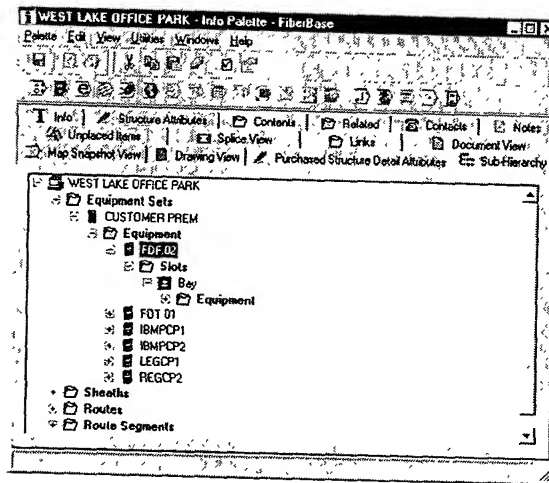 WEST LAKE OFFICE PARK - Info Palette - FiberBase
Palette Edit View Utilities Windows Help
Info Structure Attributes Contents Related Contacts Notes
Unplaced Items Splice View Links Document View
Map Snapshot View Drawing View Purchased Structure Detail Attributes Sub-Hierarchy
WEST LAKE OFFICE PARK
Equipment Sets
CUSTOMER PREM
Equipment
FDF.02
Slots
Bay
Equipment
FOT 01
IBMPCP1
IBMPCP2
LEGCP1
REGCP2
Sheaths
Routes
Route Segments